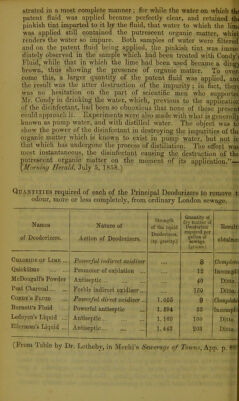 strated in a most complete manner; for while the water on which the
patent fluid was applied became perfectly clear, and retained the
pinkish tint imparted to it by the fluid, that water to which the lime
was applied still contained the putrescent organic matter, which
renders the water so impure. Both samples of water were filtered
and on the patent fluid being applied, the pinkish tint was imme-
diately observed in the sample which had been treated with Condy's
Fluid, while that in which the lime had been used became a dingy
brown, thus showing the presence of organic matter. To over-
come this, a larger quantity of the patent fluid was applied, and
the result was the utter destruction of the impurity; in fact, there
was no hesitation on the part of scientific men who supported
Mr. Condy in drinking the water, which, previous to the application
of the disinfectant, had been so obnoxious that none of those present
could approach it. Experiments were also made with what is generally
known as pump water, and with distilled water. The object was to
show the power of the disinfectant in destroying the impurities of the
organic matter which is known to exist in pump water, but not in
that which has undergone the process of distillation. The effect was
most instantaneous, the disinfectant causing the destruction of the
putrescent organic matter on the moment of its application.”—
(Morning Herald, July 5, 1858.)
QUANTITIES required of each of the Principal Deodorizers to remove
odour, more or less completely, from ordinary London sewage.
Names
of Deodorizers.
Nature of
Action of Deodorizers.
Strength
of the liquid
Deodorizers.
(sp. gravity.)
Quantity of
dry matter of
Deodorizer
required per
gallon of
sewage.
(grains.)
Result
obtained
CHLORIDE OF LIME ... Powerful indirect oxidizer ... 8 Complete
Quicklime ... Promoter of oxidation ... 12 Incomplete
McDougall's Powder Antiseptic ... 40 Ditto.
Peat Charcoal... Feeble indirect oxidiser ... 150 Ditto.
CONDY'S FLUID Powerful direct oxidizer ... 1.055 9 Complete
Burnett's Fluid Powerful antiseptic 1.594 32 Incomplete
Ledoyen's Liquid Antiseptic... 1.169 100 Ditto.
Ellerman's Liquid Antiseptic... 1.443 203 Ditto.
(From Table by Dr. Letheby, in Mechi's Sewerage of Towns, App. p.